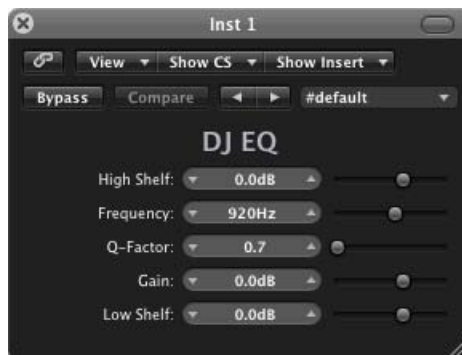 Inst 1
View Show CS Show Insert
Bypass Compare #default
DJ EQ
High Shelf: 0.0dB
Frequency: 920Hz
Q-Factor: 0.7
Gain: 0.0dB
Low Shelf: 0.0dB